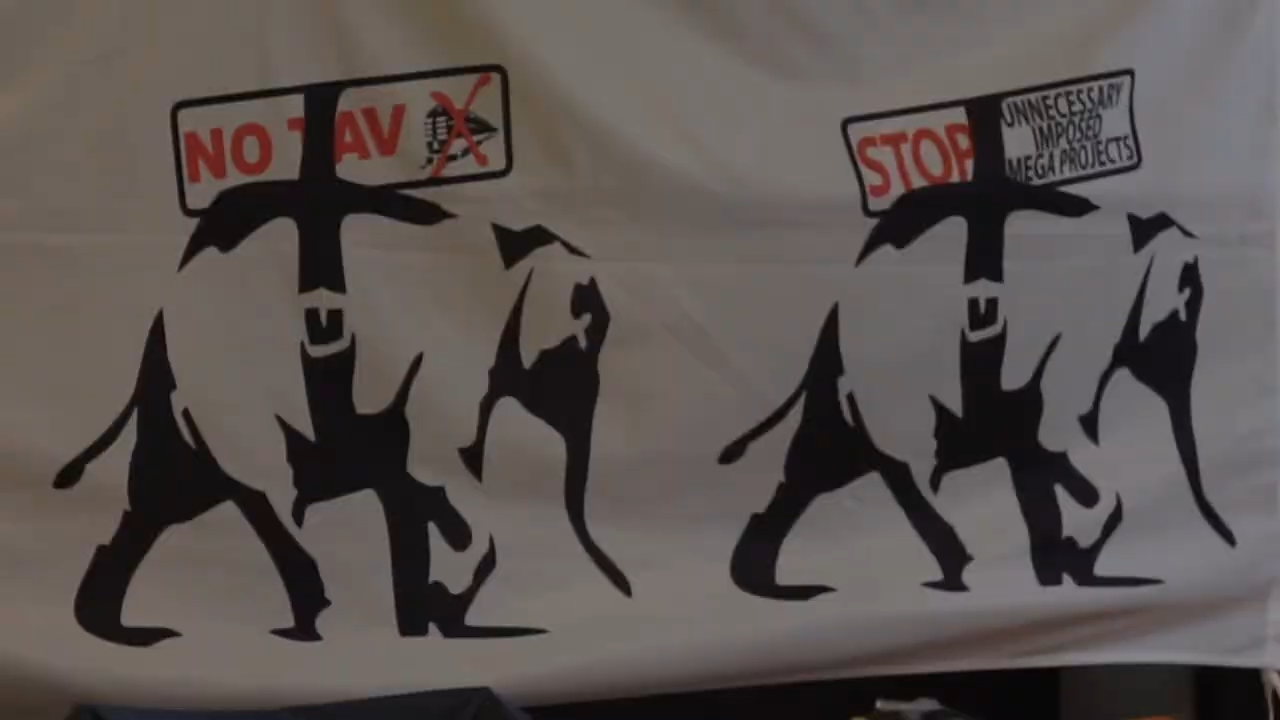 NO TAV
STOP
UNNECESSARY
IMPOSED
MEGA PROJECTS